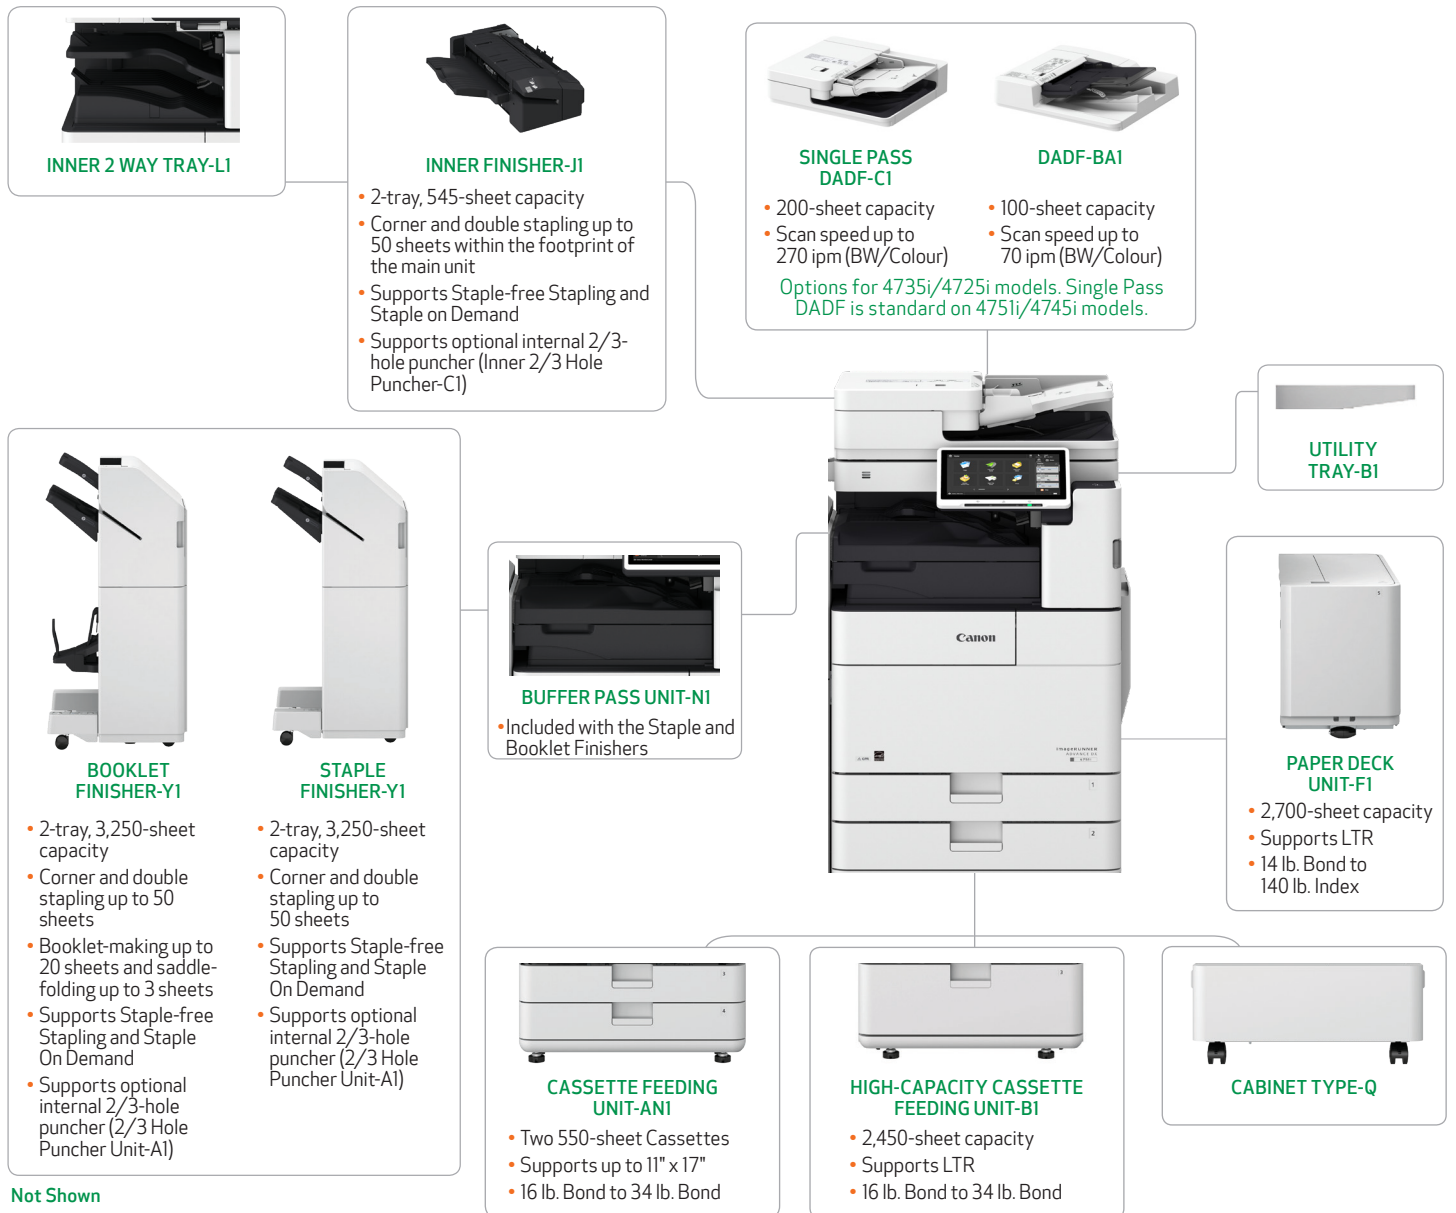 INNER 2 WAY TRAY-L1
INNER FINISHER-J1
• 2-tray, 545-sheet capacity
• Corner and double stapling up to
50 sheets within the footprint of
the main unit
• Supports Staple-free Stapling and
Staple on Demand
• Supports optional internal 2/3-
hole puncher (Inner 2/3 Hole
Puncher-C1)
SINGLE PASS
DADF-C1
• 200-sheet capacity
• Scan speed up to
270 ipm (BW/Colour)
DADF-BA1
• 100-sheet capacity
• Scan speed up to
70 ipm (BW/Colour)
Options for 4735i/4725i models. Single Pass
DADF is standard on 4751i/4745i models.
UTILITY
TRAY-B1
BOOKLET
FINISHER-Y1
• 2-tray, 3,250-sheet
capacity
• Corner and double
stapling up to 50
sheets
• Booklet-making up to
20 sheets and saddle-
folding up to 3 sheets
• Supports Staple-free
Stapling and Staple
On Demand
• Supports optional
internal 2/3-hole
puncher (2/3 Hole
Puncher Unit-A1)
STAPLE
FINISHER-Y1
• 2-tray, 3,250-sheet
capacity
• Corner and double
stapling up to
50 sheets
• Supports Staple-free
Stapling and Staple
On Demand
• Supports optional
internal 2/3-hole
puncher (2/3 Hole
Puncher Unit-A1)
BUFFER PASS UNIT-N1
• Included with the Staple and
Booklet Finishers
Canon
imageRUNNER
ADVANCE DX
1
2
PAPER DECK
UNIT-F1
• 2,700-sheet capacity
• Supports LTR
• 14 lb. Bond to
140 lb. Index
3
4
CASSETTE FEEDING
UNIT-AN1
• Two 550-sheet Cassettes
• Supports up to 11" x 17"
• 16 lb. Bond to 34 lb. Bond
3
HIGH-CAPACITY CASSETTE
FEEDING UNIT-B1
• 2,450-sheet capacity
• Supports LTR
• 16 lb. Bond to 34 lb. Bond
CABINET TYPE-Q
Not Shown